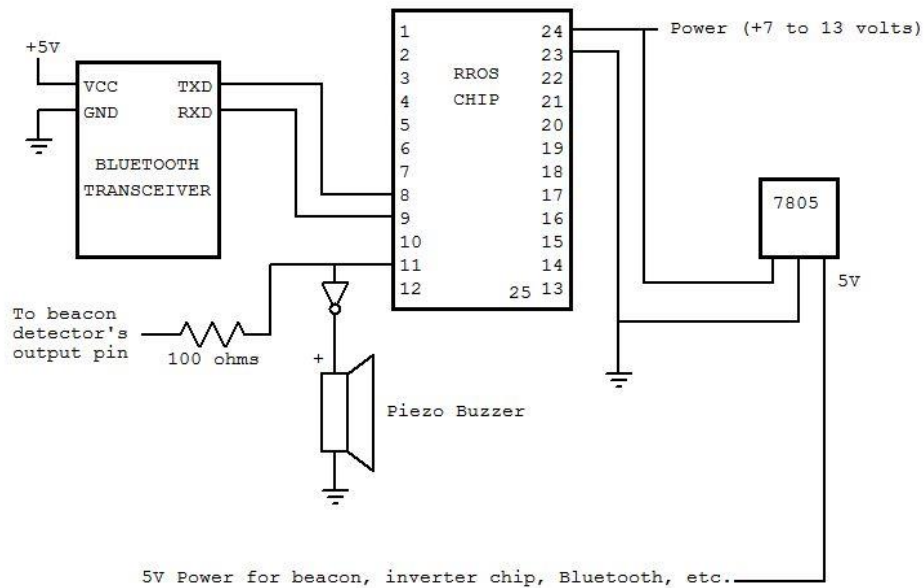 +5V
VCC TXD
GND RXD
BLUETOOTH
TRANSCEIVER
1
2
3
4
5
6
7
8
9
10
11
12
RROS
CHIP
24
23
22
21
20
19
18
17
16
15
14
25 13
Power (+7 to 13 volts)
7805
5V
To beacon
detector's
output pin
100 ohms
+
Piezo Buzzer
5V Power for beacon, inverter chip, Bluetooth, etc.